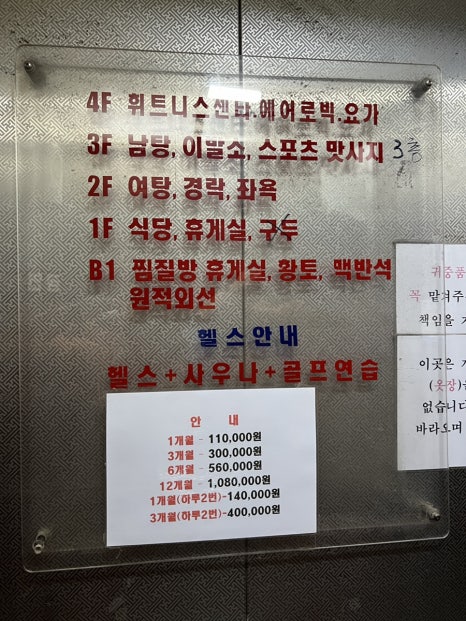 4F 휘트니스센타.에어로빅.요가
3F 남탕, 이발소, 스포츠 맛사지 3층
2F 여탕, 경락, 좌욕
1F 식당, 휴게실, 구두
B1 찜질방 휴게실, 황토, 맥반석
원적외선
헬스안내
헬스+사우나+골프연습
안 내
1개월 - 110,000원
3개월 - 300,000원
6개월 - 560,000원
12개월 - 1,080,000원
1개월(하루2번)-140,000원
3개월(하루2번)-400,000원
귀중품
꼭 맡겨주
책임을 지
이곳은
(옷장)
없습니다
바라오며